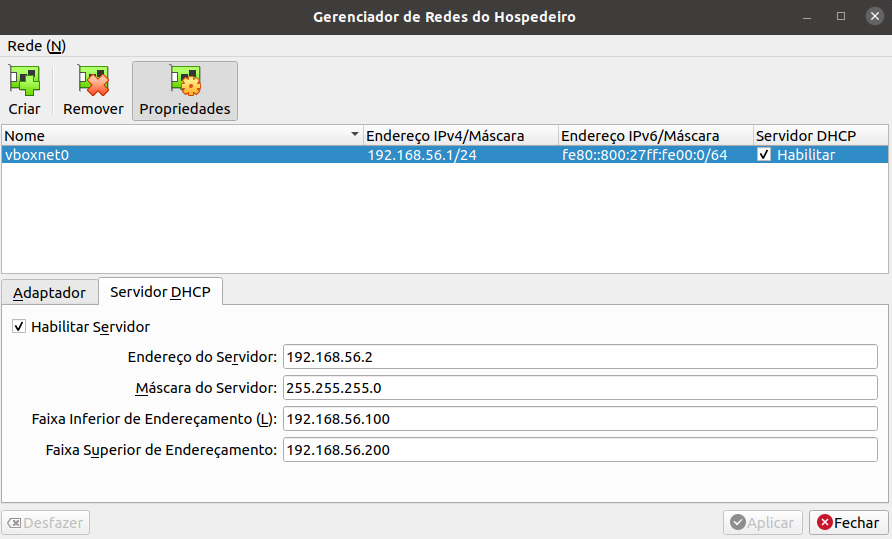 Gerenciador de Redes do Hospedeiro
Rede (N)
Criar Remover Propriedades
Nome Endereço IPv4/Máscara Endereço IPv6/Máscara Servidor DHCP
vboxnet0 192.168.56.1/24 fe80::800:27ff:fe00:0/64 Habilitar
Adaptador Servidor DHCP
Habilitar Servidor
Endereço do Servidor: 192.168.56.2
Máscara do Servidor: 255.255.255.0
Faixa Inferior de Endereçamento (L): 192.168.56.100
Faixa Superior de Endereçamento: 192.168.56.200
Desfazer Aplicar Fechar